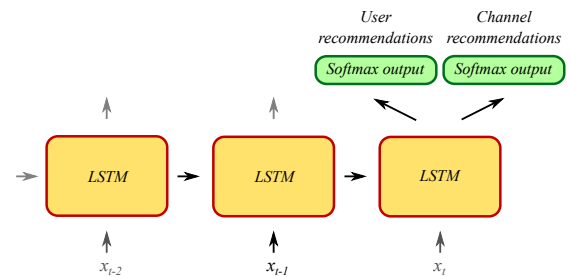 User
recommendations
Channel
recommendations
Softmax output
Softmax output
LSTM
LSTM
LSTM
x_{t-2}
x_{t-1}
x_t